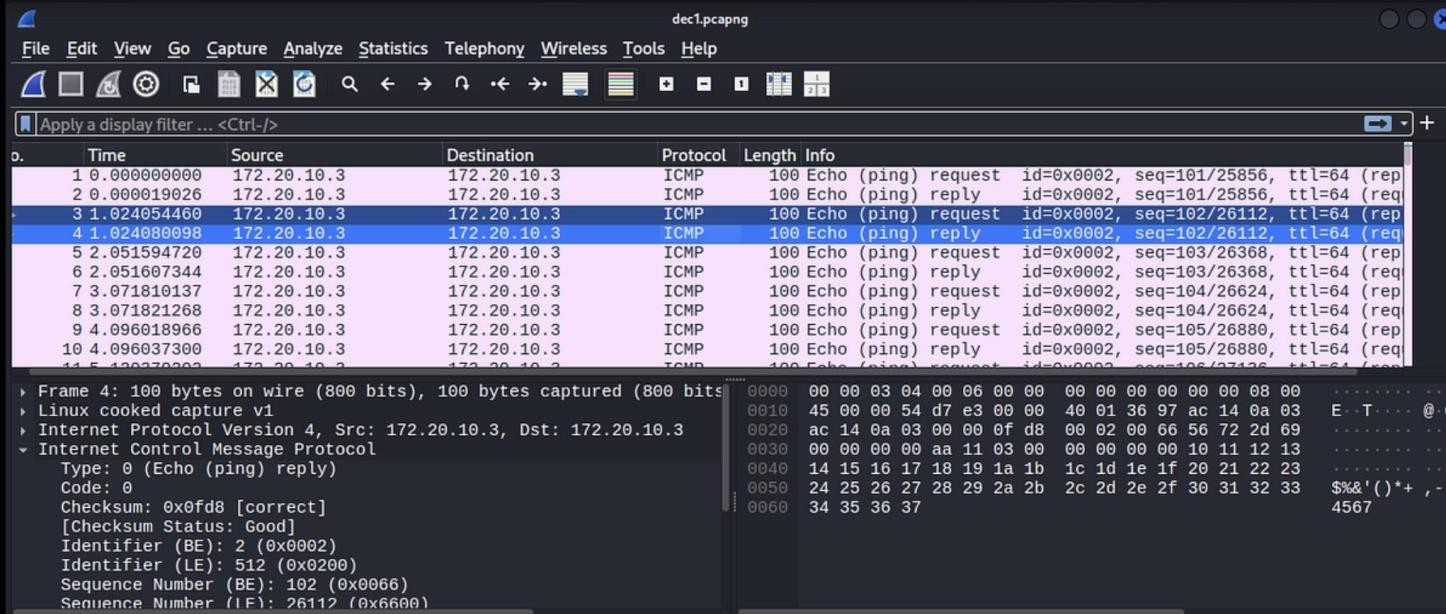 dec1.pcapng
File Edit View Go Capture Analyze Statistics Telephony Wireless Tools Help
Apply a display filter ... <Ctrl-/>
o. Time Source Destination Protocol Length Info
1 0.000000000 172.20.10.3 172.20.10.3 ICMP 100 Echo (ping) request id=0x0002, seq=101/25856, ttl=64 (rep
2 0.000019026 172.20.10.3 172.20.10.3 ICMP 100 Echo (ping) reply id=0x0002, seq=101/25856, ttl=64 (req
3 1.024054460 172.20.10.3 172.20.10.3 ICMP 100 Echo (ping) request id=0x0002, seq=102/26112, ttl=64 (rep
4 1.024080098 172.20.10.3 172.20.10.3 ICMP 100 Echo (ping) reply id=0x0002, seq=102/26112, ttl=64 (req
5 2.051594720 172.20.10.3 172.20.10.3 ICMP 100 Echo (ping) request id=0x0002, seq=103/26368, ttl=64 (rep
6 2.051607344 172.20.10.3 172.20.10.3 ICMP 100 Echo (ping) reply id=0x0002, seq=103/26368, ttl=64 (req
7 3.071810137 172.20.10.3 172.20.10.3 ICMP 100 Echo (ping) request id=0x0002, seq=104/26624, ttl=64 (rep
8 3.071821268 172.20.10.3 172.20.10.3 ICMP 100 Echo (ping) reply id=0x0002, seq=104/26624, ttl=64 (req
9 4.096018966 172.20.10.3 172.20.10.3 ICMP 100 Echo (ping) request id=0x0002, seq=105/26880, ttl=64 (rep
10 4.096037300 172.20.10.3 172.20.10.3 ICMP 100 Echo (ping) reply id=0x0002, seq=105/26880, ttl=64 (req
Frame 4: 100 bytes on wire (800 bits), 100 bytes captured (800 bits
Linux cooked capture v1
Internet Protocol Version 4, Src: 172.20.10.3, Dst: 172.20.10.3
Internet Control Message Protocol
Type: 0 (Echo (ping) reply)
Code: 0
Checksum: 0x0fd8 [correct]
[Checksum Status: Good]
Identifier (BE): 2 (0x0002)
Identifier (LE): 512 (0x0200)
Sequence Number (BE): 102 (0x0066)
Sequence Number (LE): 26112 (0x6600)
0000 00 00 03 04 00 06 00 00 00 00 00 00 00 00 08 00 ········ ··
0010 45 00 00 54 d7 e3 00 00 40 01 36 97 ac 14 0a 03 E··T···· @·
0020 ac 14 0a 03 00 00 0f d8 00 02 00 66 56 72 2d 69 ········ ··
0030 00 00 00 00 aa 11 03 00 00 00 00 00 10 11 12 13 ········ ··
0040 14 15 16 17 18 19 1a 1b 1c 1d 1e 1f 20 21 22 23 ········ ··
0050 24 25 26 27 28 29 2a 2b 2c 2d 2e 2f 30 31 32 33 $%&'()*+ ,-
0060 34 35 36 37 4567